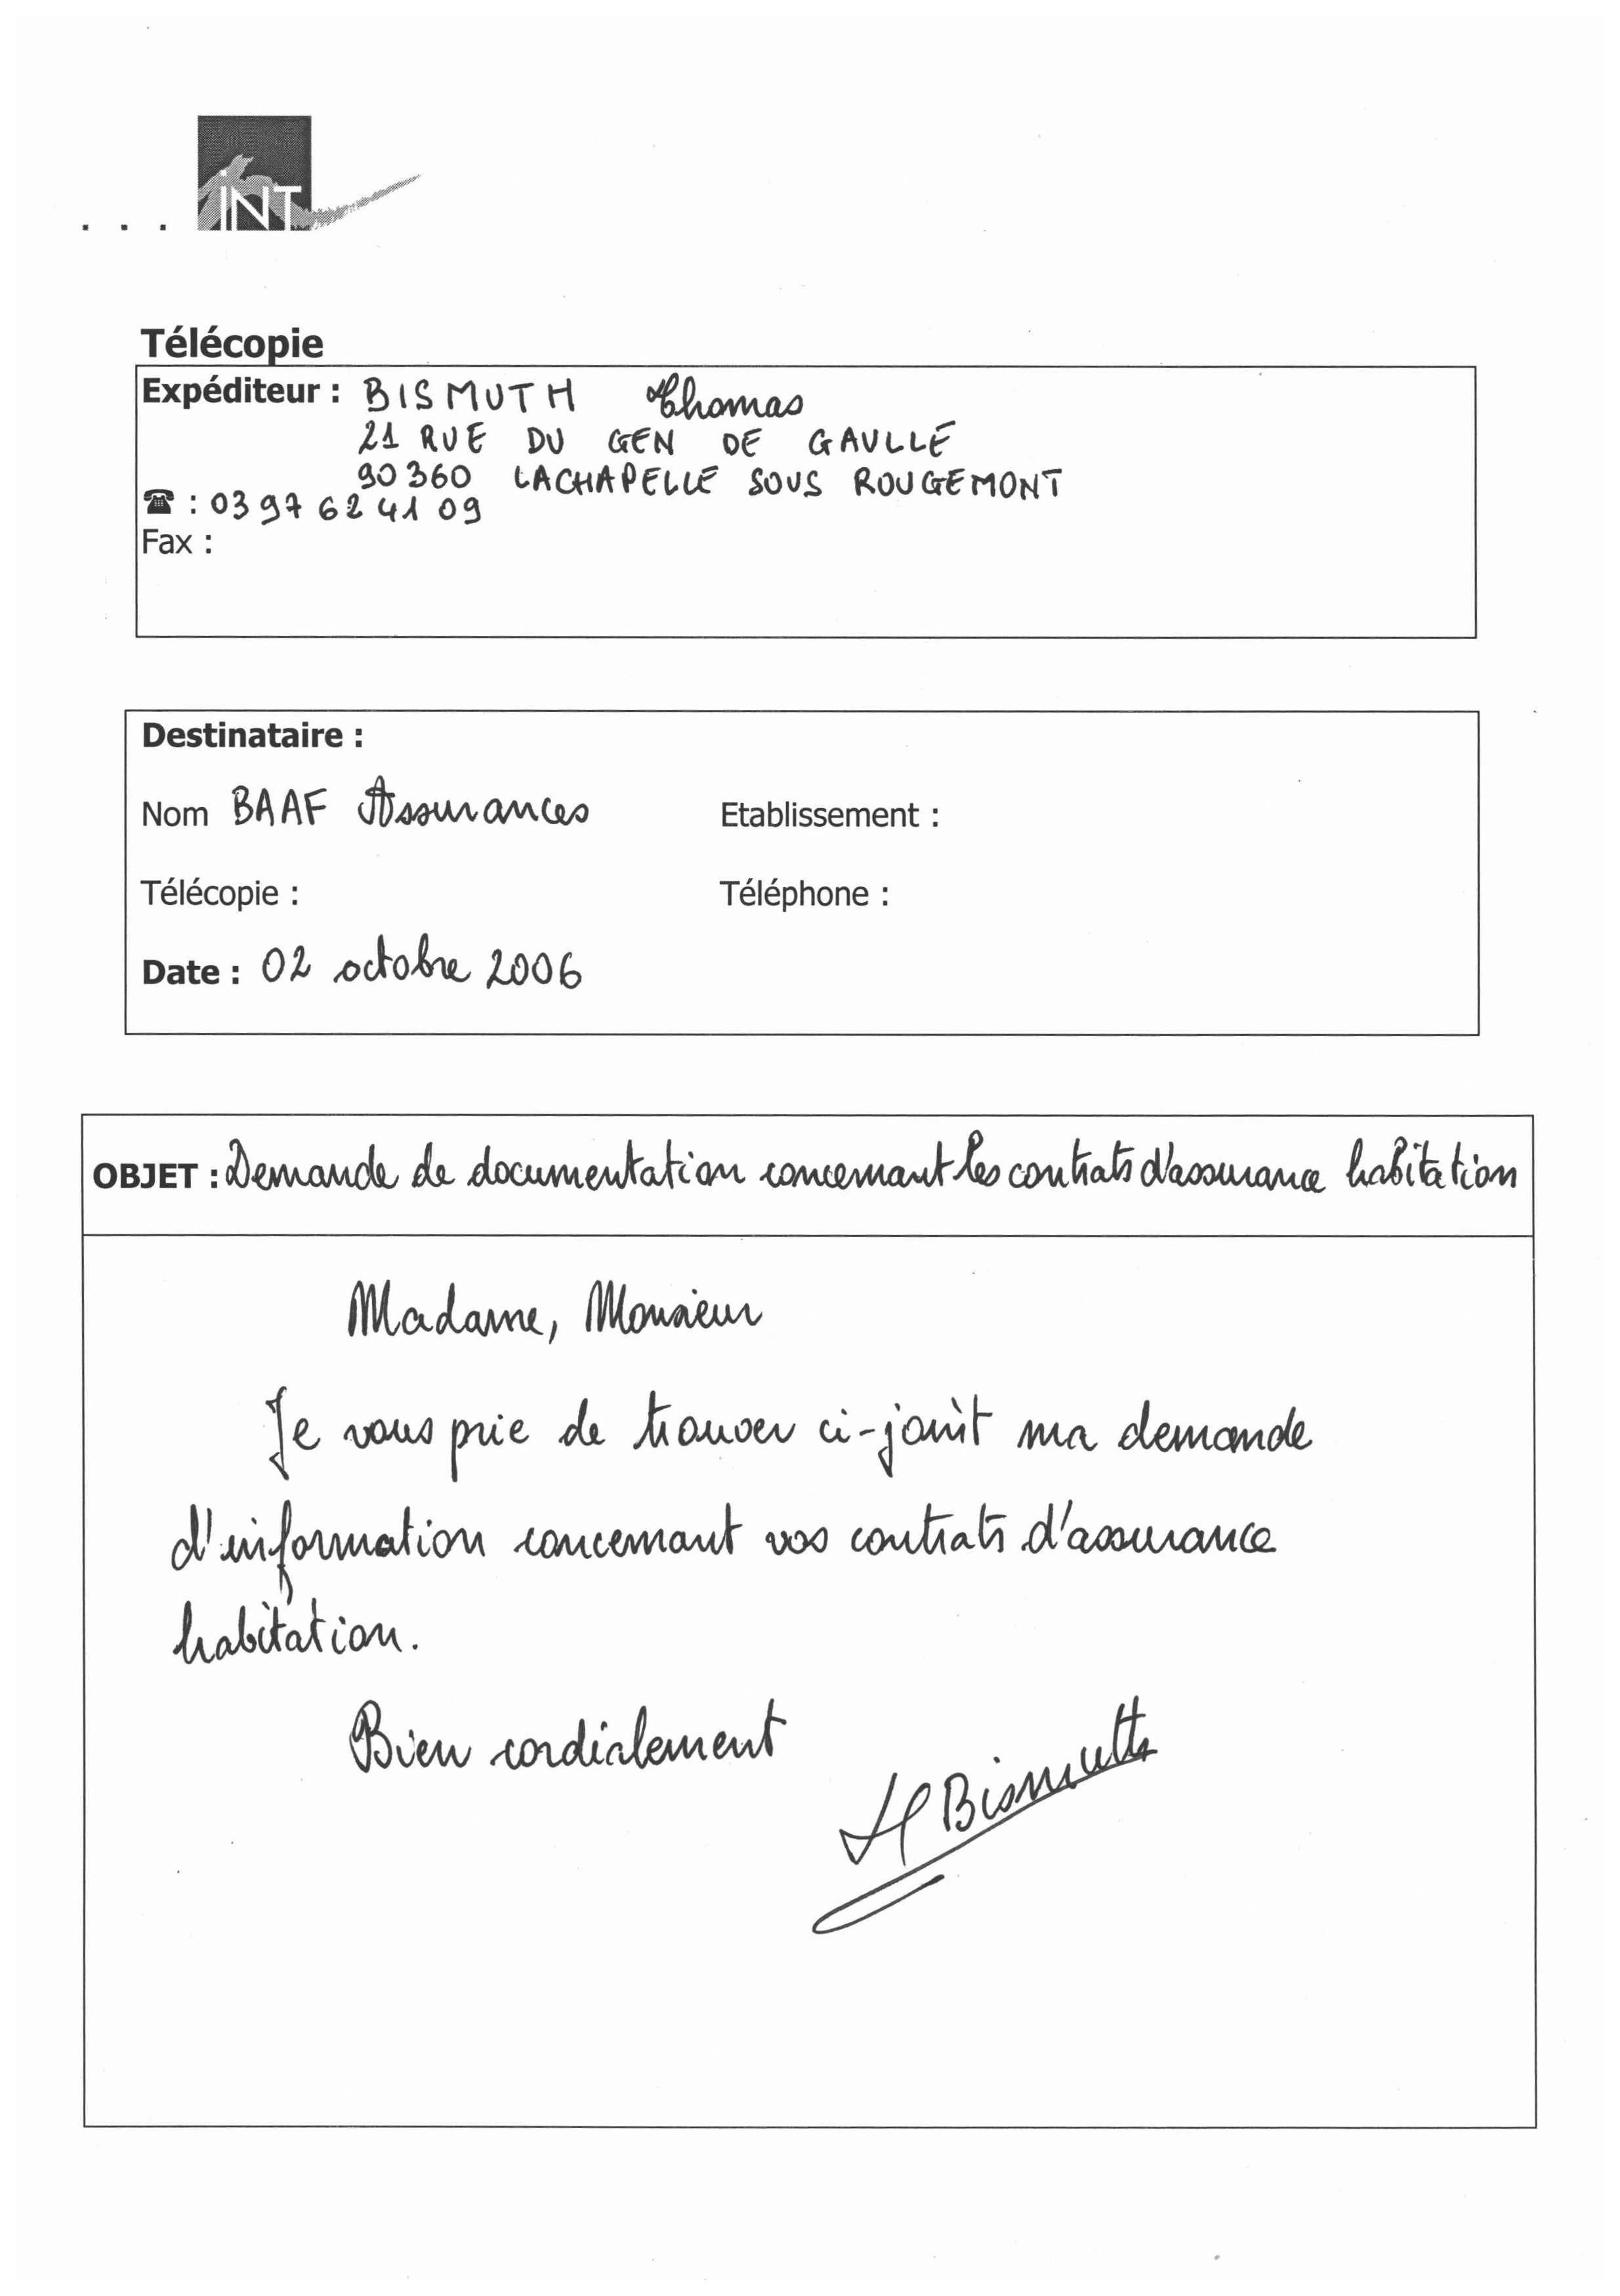 ... INT
Télécopie
Expéditeur : BISMUTH Thomas
21 RUE DU GEN DE GAULLE
90360 LACHAPELLE SOUS ROUGEMONT
☎ : 03 97 62 41 09
Fax :
Destinataire :
Nom BAAF Assurances Etablissement :
Télécopie : Téléphone :
Date : 02 octobre 2006
OBJET : Demande de documentation concernant les contrats d'assurance habitation
Madame, Monsieur
Je vous prie de trouver ci-joint ma demande
d'information concernant vos contrats d'assurance
habitation.
Bien cordialement
H Bismuth